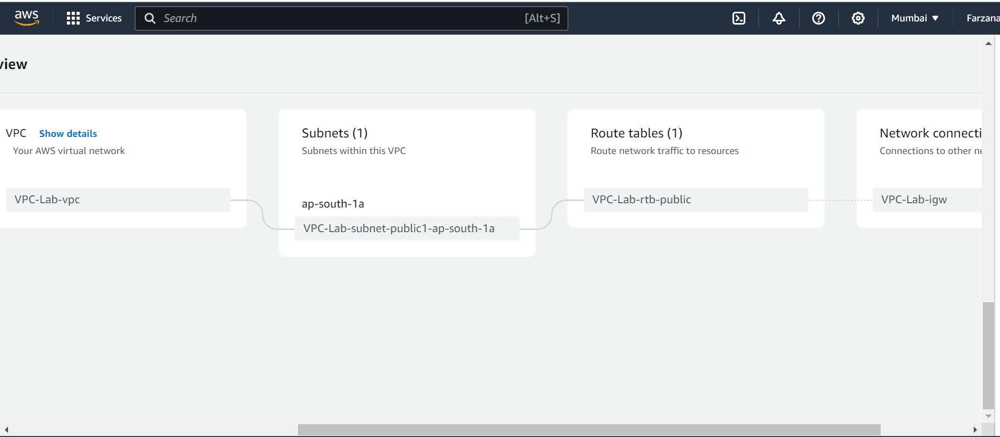 aws Services Search [Alt+S] Mumbai Farzana
view
VPC Show details
Your AWS virtual network
VPC-Lab-vpc
Subnets (1)
Subnets within this VPC
ap-south-1a
VPC-Lab-subnet-public1-ap-south-1a
Route tables (1)
Route network traffic to resources
VPC-Lab-rtb-public
Network connecti
Connections to other ne
VPC-Lab-igw